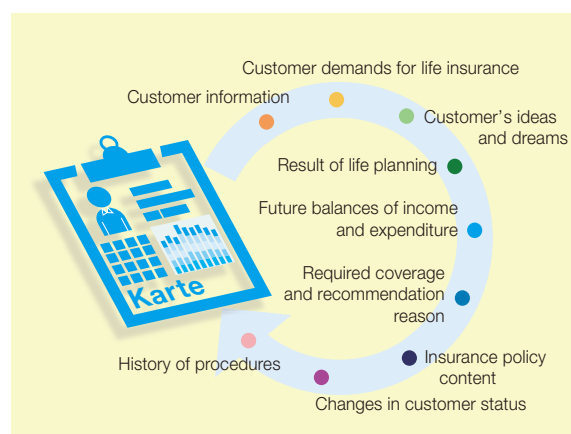 Customer demands for life insurance
Customer information
Customer's ideas
and dreams
Result of life planning
Future balances of income
and expenditure
Required coverage
and recommendation
reason
Karte
Insurance policy
content
History of procedures
Changes in customer status